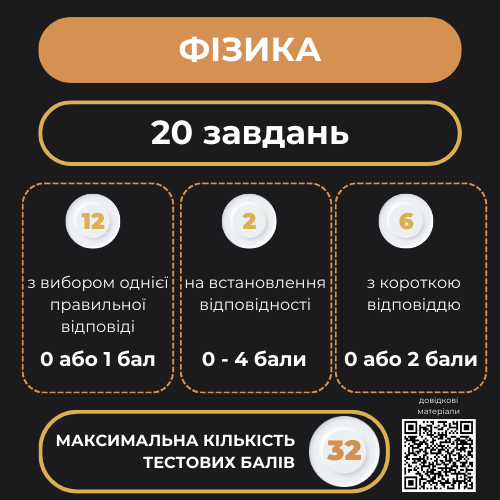 ФІЗИКА
20 завдань
12
з вибором однієї
правильної
відповіді
0 або 1 бал
2
на встановлення
відповідності
0 - 4 бали
6
з короткою
відповіддю
0 або 2 бали
МАКСИМАЛЬНА КІЛЬКІСТЬ
ТЕСТОВИХ БАЛІВ
32
довідкові
матеріали